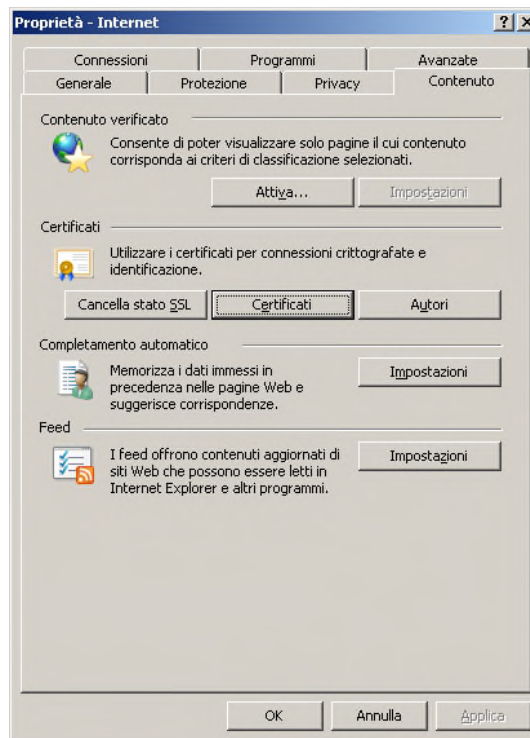 Proprietà - Internet
Connessioni Programmi Avanzate
Generale Protezione Privacy Contenuto
Contenuto verificato
Consente di poter visualizzare solo pagine il cui contenuto
corrisponda ai criteri di classificazione selezionati.
Attiva... Impostazioni
Certificati
Utilizzare i certificati per connessioni crittografate e
identificazione.
Cancella stato SSL Certificati Autori
Completamento automatico
Memorizza i dati immessi in
precedenza nelle pagine Web e
suggerisce corrispondenze.
Impostazioni
Feed
I feed offrono contenuti aggiornati di
siti Web che possono essere letti in
Internet Explorer e altri programmi.
Impostazioni
OK Annulla Applica